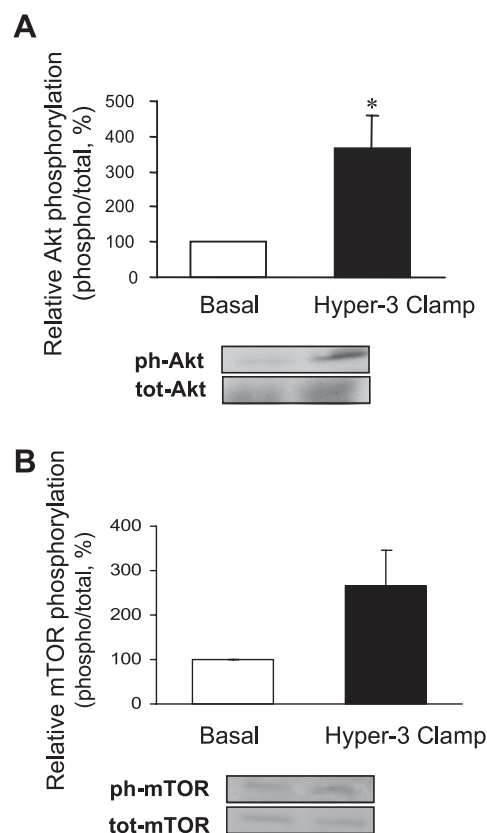 A
Relative Akt phosphorylation
(phospho/total, %)
500
400
300
200
100
0
*
Basal
Hyper-3 Clamp
ph-Akt
tot-Akt
B
Relative mTOR phosphorylation
(phospho/total, %)
400
300
200
100
0
Basal
Hyper-3 Clamp
ph-mTOR
tot-mTOR